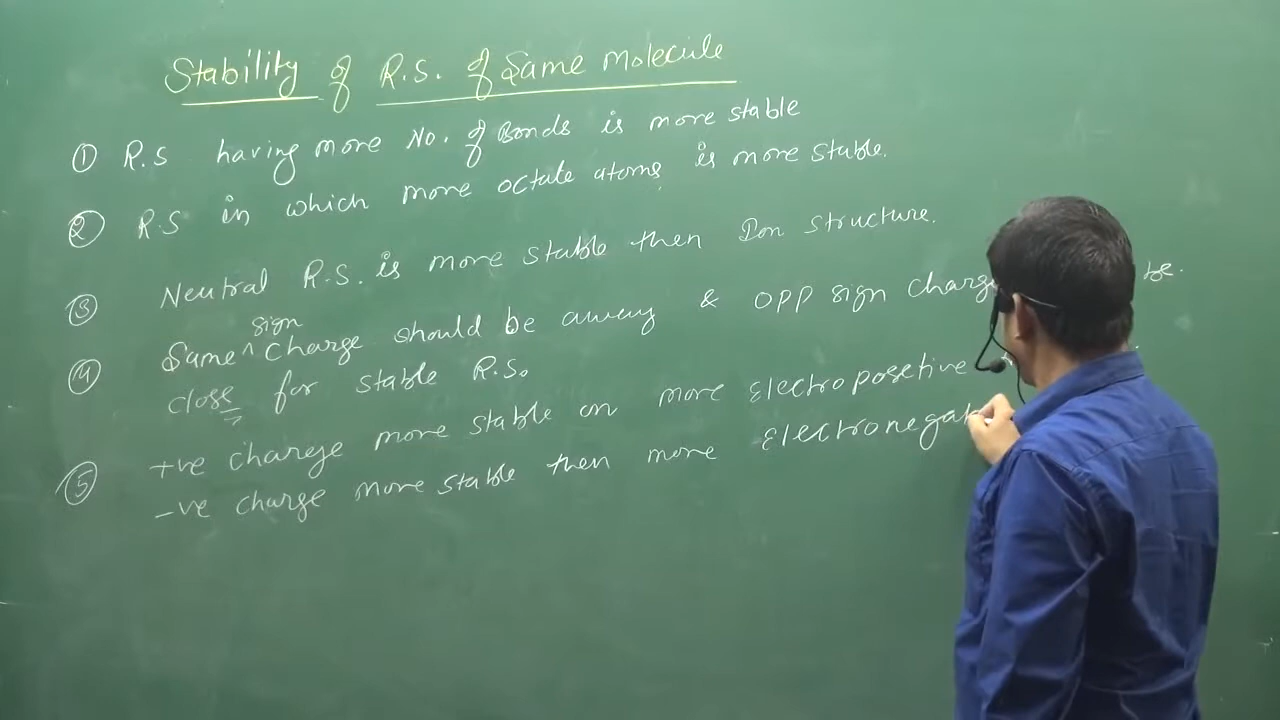 Stability of R.S. of Same Molecule
① R.S having more No. of Bonds is more stable
② R.S in which more octate atoms is more stable.
③ Neutral R.S. is more stable then Ion structure.
④ Same ^ sign charge should be away & opp sign charge be.
close for stable R.S.
⑤ +ve charge more stable on more Electroposetive
-ve charge more stable then more Electronegat